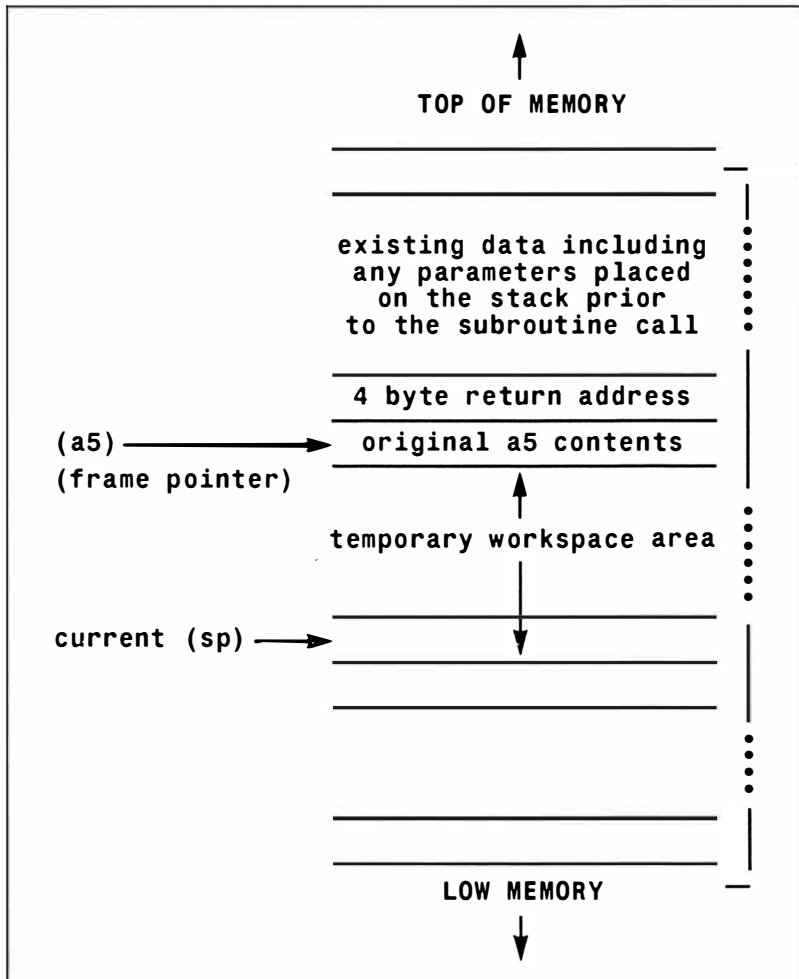 TOP OF MEMORY
existing data including
any parameters placed
on the stack prior
to the subroutine call
4 byte return address
(a5)
original a5 contents
(frame pointer)
temporary workspace area
current (sp)
LOW MEMORY